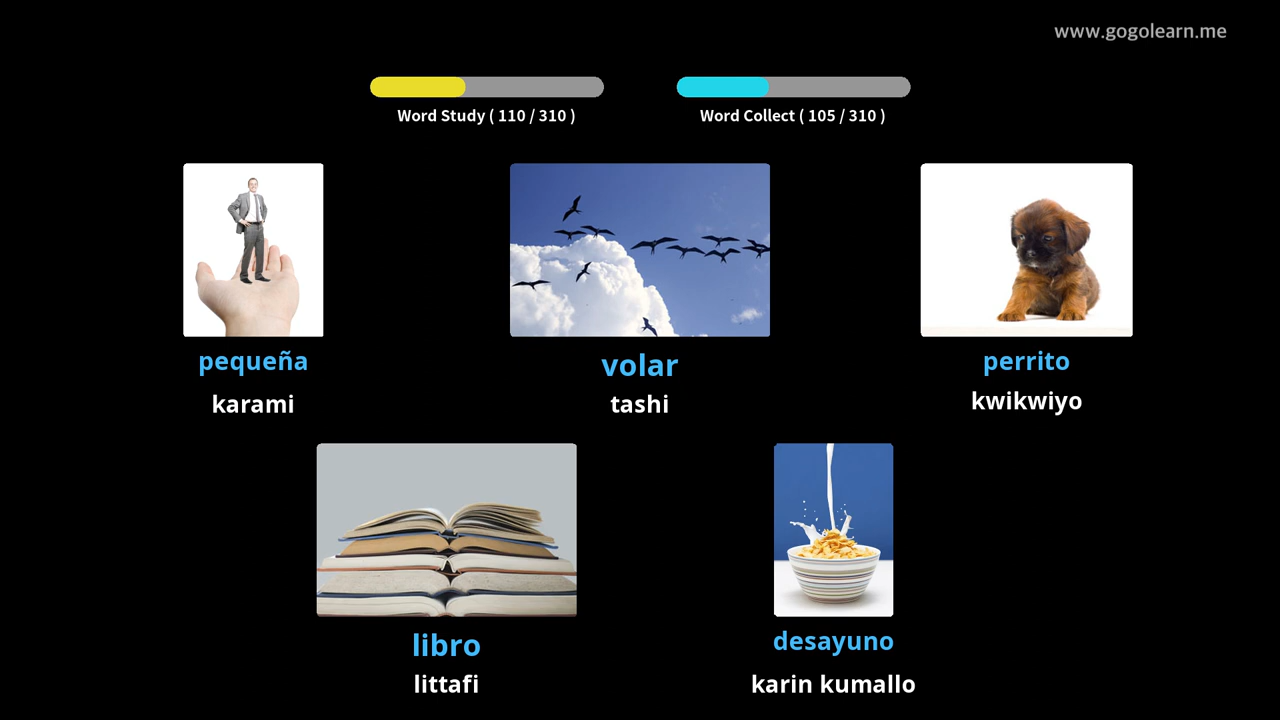 www.gogolearn.me
Word Study ( 110 / 310 )
Word Collect ( 105 / 310 )
pequeña
karami
volar
tashi
perrito
kwikwiyo
libro
littafi
desayuno
karin kumallo